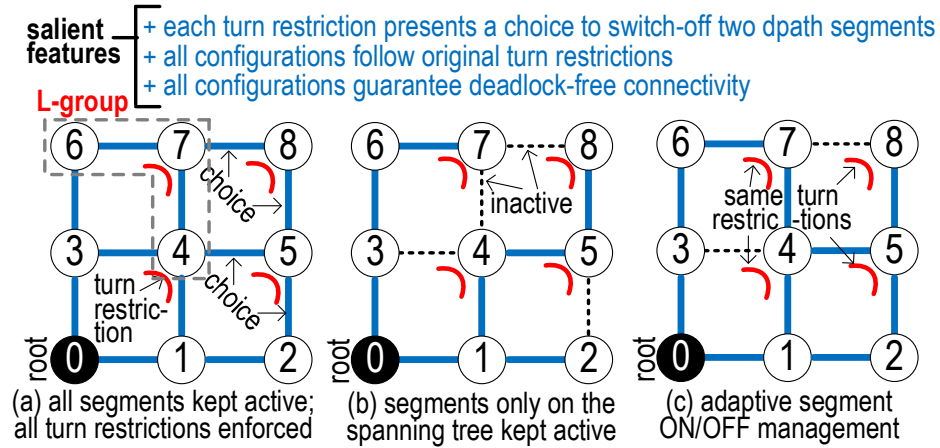 salient
features
+ each turn restriction presents a choice to switch-off two dpath segments
+ all configurations follow original turn restrictions
+ all configurations guarantee deadlock-free connectivity
L-group
6 7 8
choice
3 4 5
turn
restric-
tion
choice
root
0 1 2
(a) all segments kept active;
all turn restrictions enforced
6 7 8
inactive
3 4 5
root
0 1 2
(b) segments only on the
spanning tree kept active
6 7 8
same turn
restric -tions
3 4 5
root
0 1 2
(c) adaptive segment
ON/OFF management